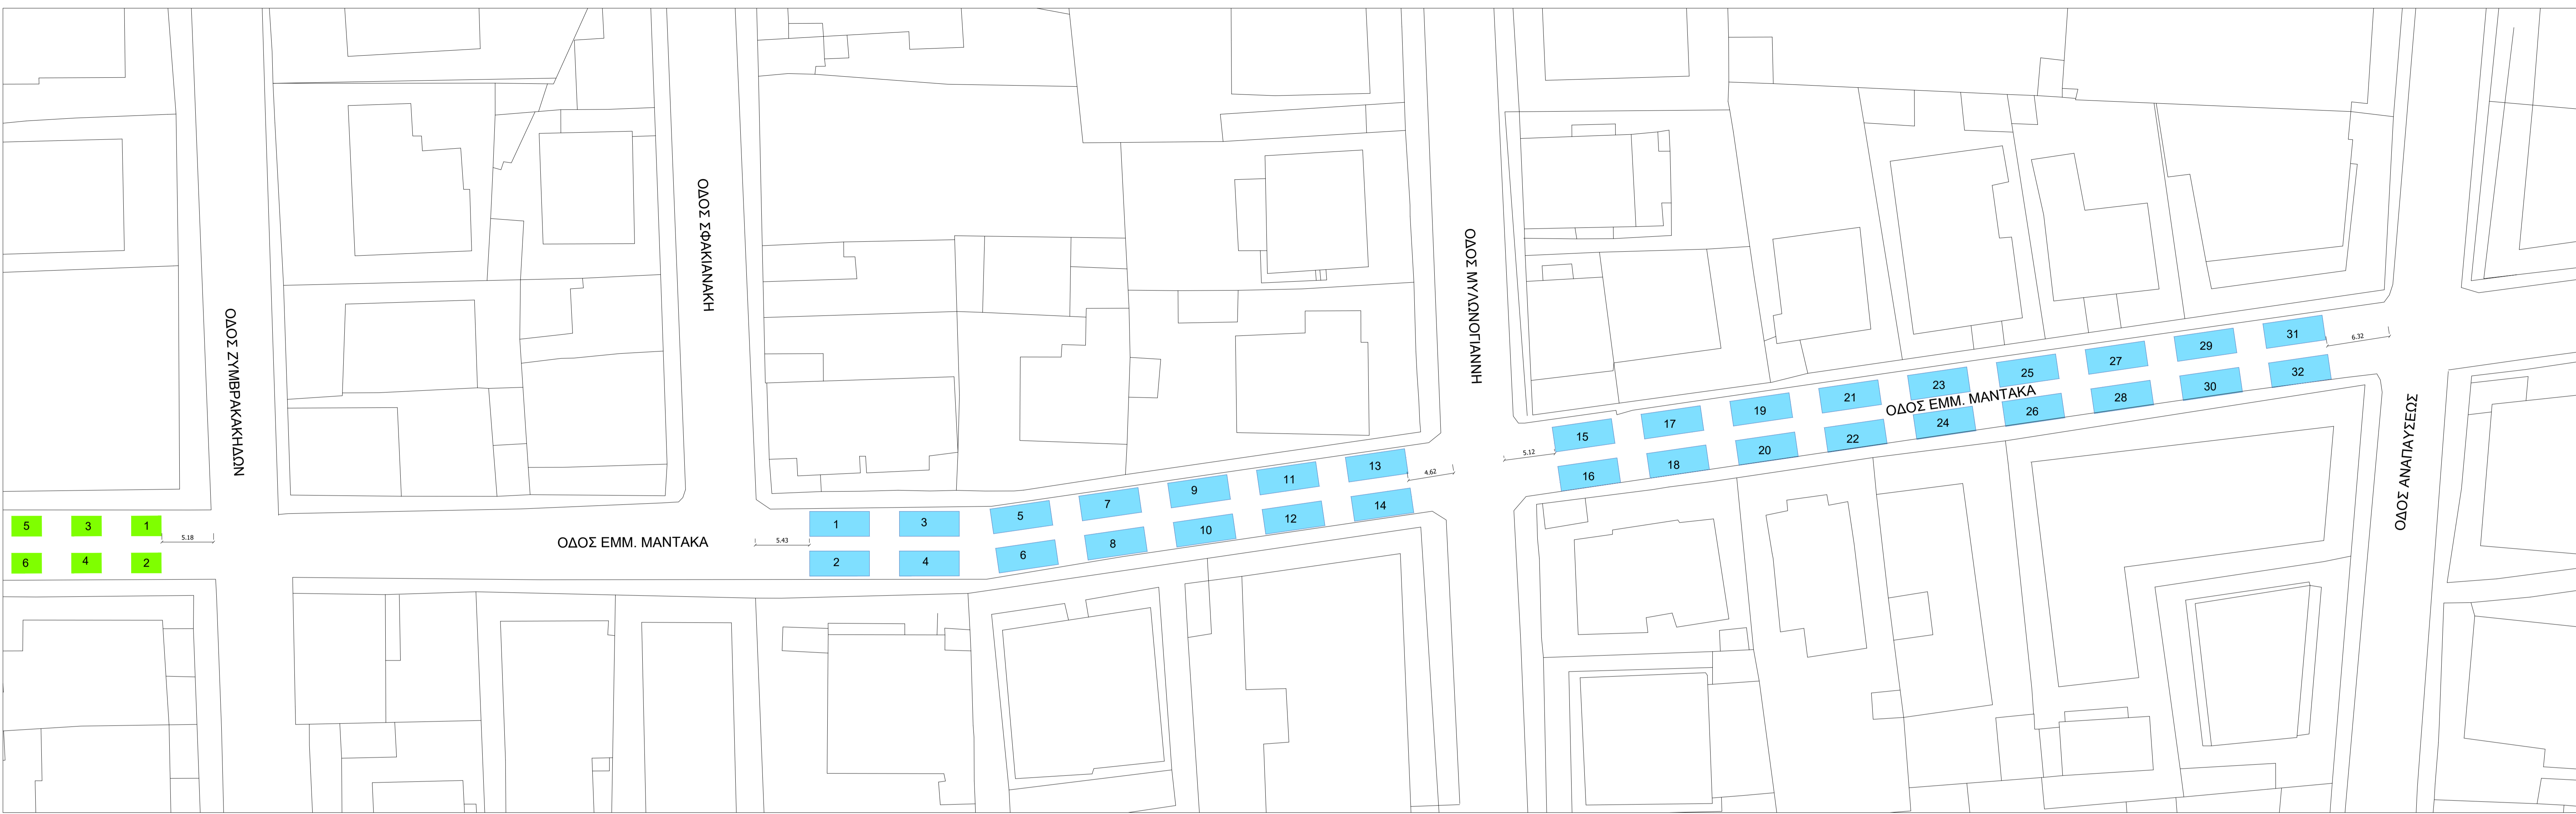 ΟΔΟΣ ΖΥΜΒΡΑΚΑΚΗΔΩΝ
ΟΔΟΣ ΣΦΑΚΙΑΝΑΚΗ
ΟΔΟΣ ΜΥΛΩΝΟΓΙΑΝΝΗ
ΟΔΟΣ ΑΝΑΠΑΥΣΕΩΣ
5 3 1
5.18
6 4 2
ΟΔΟΣ ΕΜΜ. ΜΑΝΤΑΚΑ
5.43
1 3 5 7 9 11 13
2 4 6 8 10 12 14
4.62
5.12
15 17 19 21 23 25 27 29 31
6.32
ΟΔΟΣ ΕΜΜ. ΜΑΝΤΑΚΑ
16 18 20 22 24 26 28 30 32